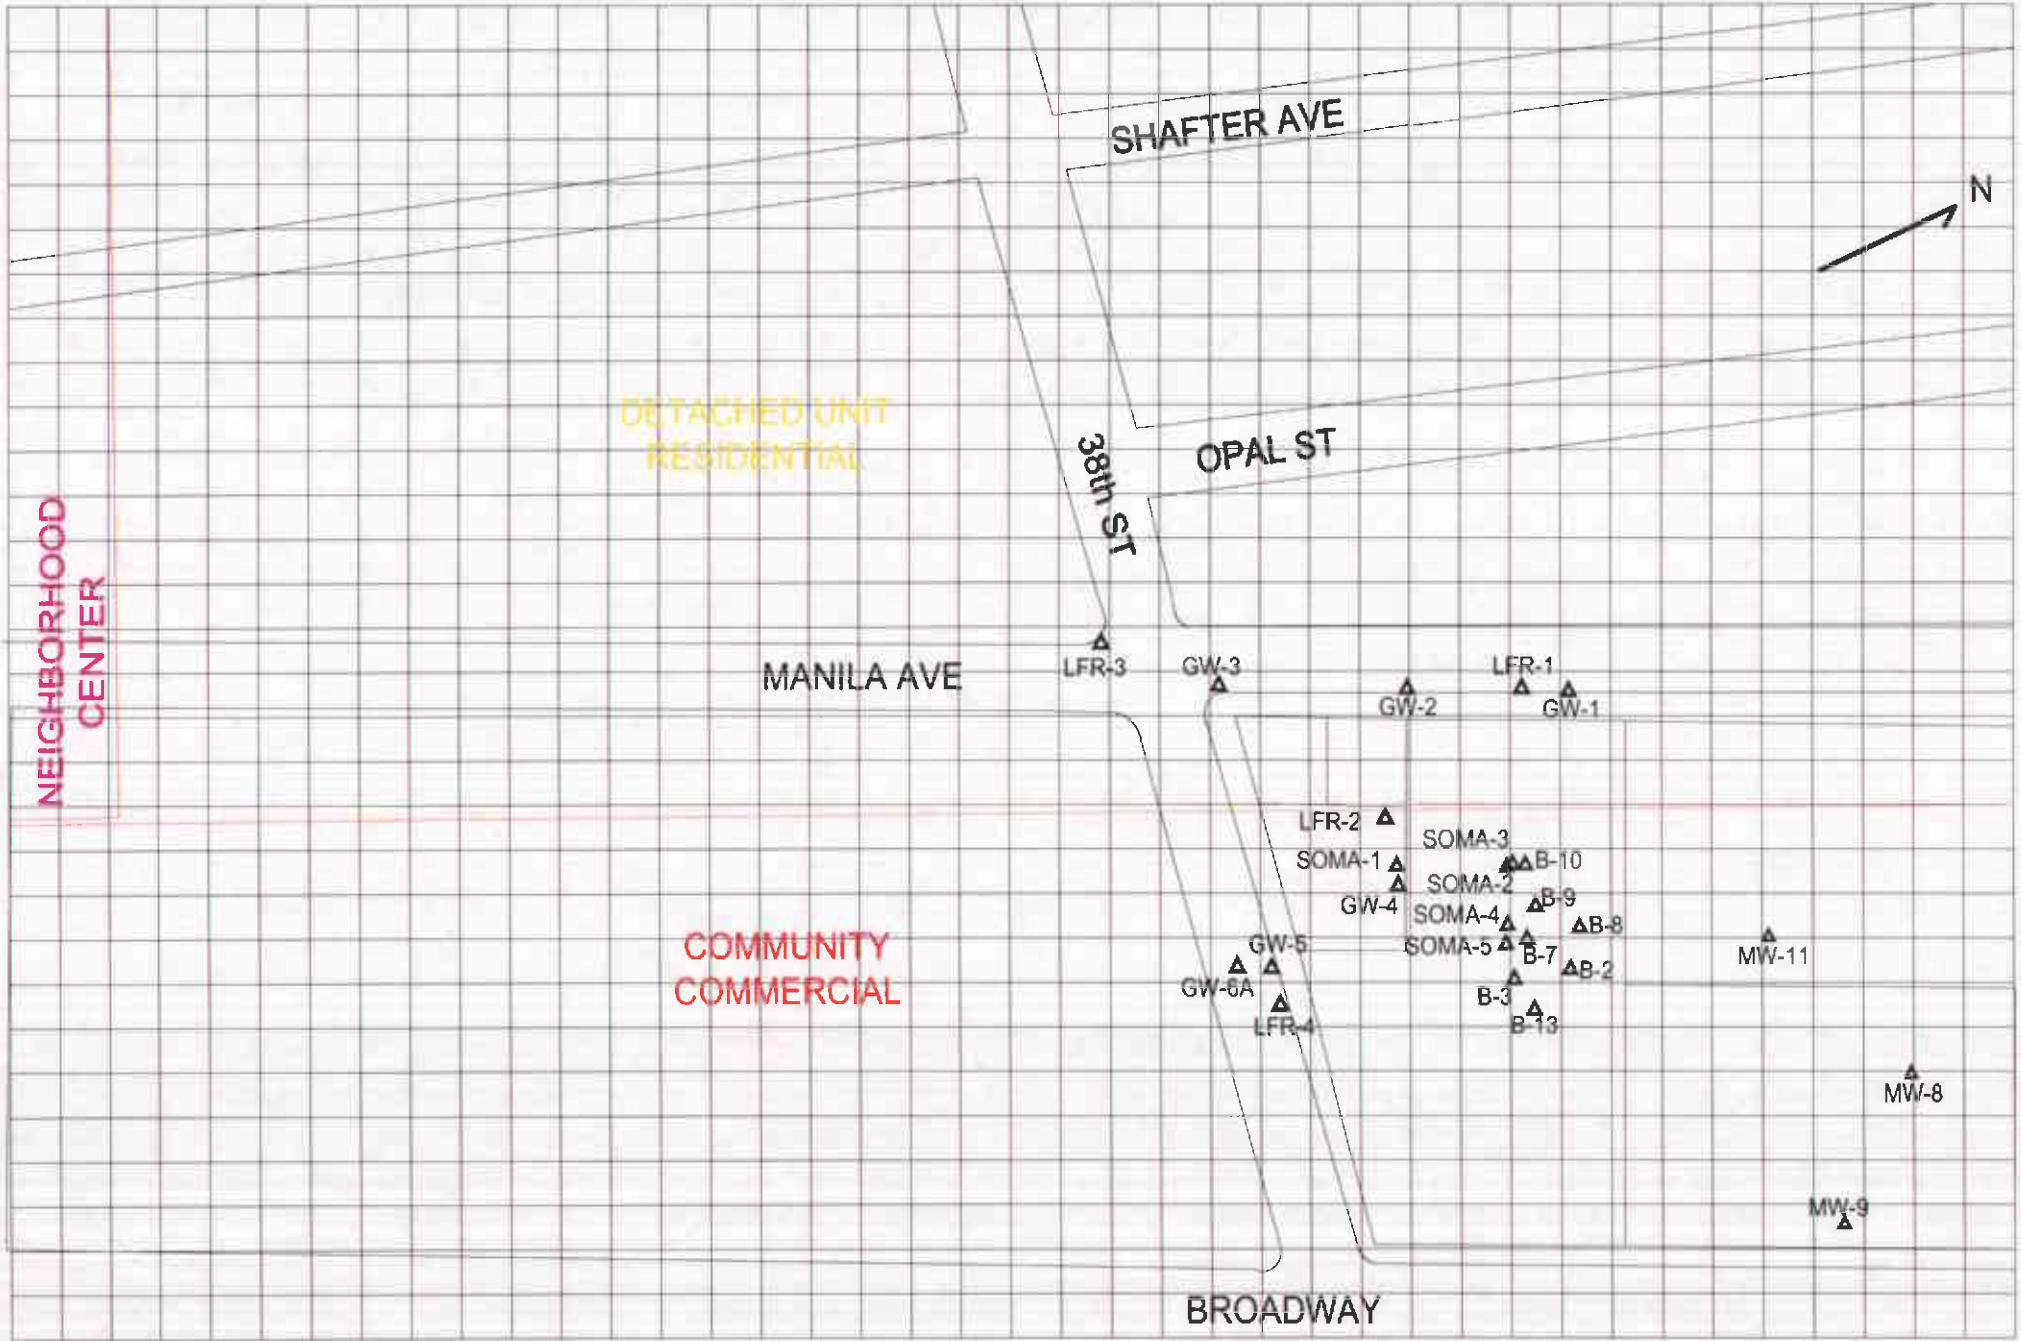 SHAFTER AVE
N
DETACHED UNIT
RESIDENTIAL
38th ST
OPAL ST
NEIGHBORHOOD
CENTER
MANILA AVE
LFR-3
GW-3
LFR-1
GW-2
GW-1
LFR-2
SOMA-3
SOMA-1
B-10
SOMA-2
GW-4
B-9
SOMA-4
B-8
COMMUNITY
COMMERCIAL
GW-5
SOMA-5
B-7
MW-11
GW-6A
B-2
B-3
LFR-4
B-13
MW-8
MW-9
BROADWAY